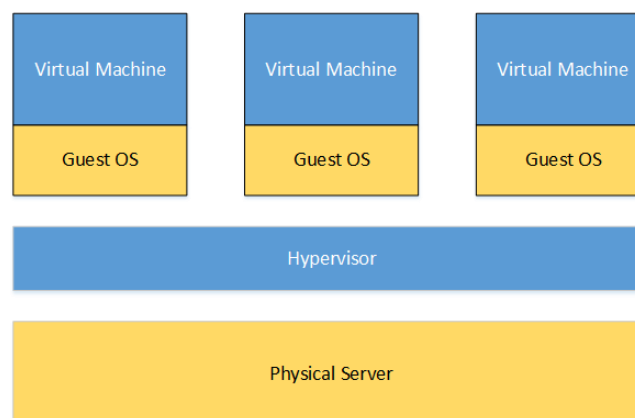 Virtual Machine Virtual Machine Virtual Machine
Guest OS Guest OS Guest OS
Hypervisor
Physical Server